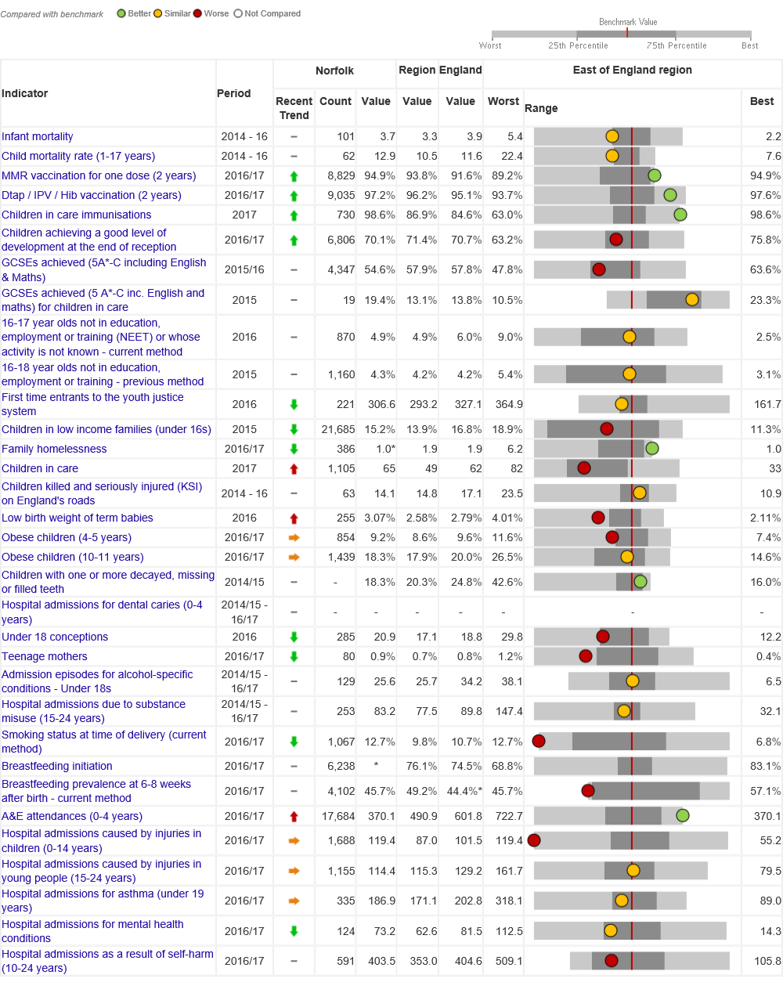 Compared with benchmark Better Similar Worse Not Compared
Benchmark Value
Worst 25th Percentile 75th Percentile Best
Norfolk Region England East of England region
Indicator Period
Recent Trend Count Value Value Value Worst Range Best
Infant mortality 2014 - 16 – 101 3.7 3.3 3.9 5.4 2.2
Child mortality rate (1-17 years) 2014 - 16 – 62 12.9 10.5 11.6 22.4 7.6
MMR vaccination for one dose (2 years) 2016/17 8,829 94.9% 93.8% 91.6% 89.2% 94.9%
Dtap / IPV / Hib vaccination (2 years) 2016/17 9,035 97.2% 96.2% 95.1% 93.7% 97.6%
Children in care immunisations 2017 730 98.6% 86.9% 84.6% 63.0% 98.6%
Children achieving a good level of
development at the end of reception 2016/17 6,806 70.1% 71.4% 70.7% 63.2% 75.8%
GCSEs achieved (5A*-C including English
& Maths) 2015/16 – 4,347 54.6% 57.9% 57.8% 47.8% 63.6%
GCSEs achieved (5 A*-C inc. English and
maths) for children in care 2015 – 19 19.4% 13.1% 13.8% 10.5% 23.3%
16-17 year olds not in education,
employment or training (NEET) or whose
activity is not known - current method 2016 – 870 4.9% 4.9% 6.0% 9.0% 2.5%
16-18 year olds not in education,
employment or training - previous method 2015 – 1,160 4.3% 4.2% 4.2% 5.4% 3.1%
First time entrants to the youth justice
system 2016 221 306.6 293.2 327.1 364.9 161.7
Children in low income families (under 16s) 2015 21,685 15.2% 13.9% 16.8% 18.9% 11.3%
Family homelessness 2016/17 386 1.0* 1.9 1.9 6.2 1.0
Children in care 2017 1,105 65 49 62 82 33
Children killed and seriously injured (KSI)
on England's roads 2014 - 16 – 63 14.1 14.8 17.1 23.5 10.9
Low birth weight of term babies 2016 255 3.07% 2.58% 2.79% 4.01% 2.11%
Obese children (4-5 years) 2016/17 854 9.2% 8.6% 9.6% 11.6% 7.4%
Obese children (10-11 years) 2016/17 1,439 18.3% 17.9% 20.0% 26.5% 14.6%
Children with one or more decayed, missing
or filled teeth 2014/15 – - 18.3% 20.3% 24.8% 42.6% 16.0%
Hospital admissions for dental caries (0-4
years) 2014/15 - 16/17 – - - - - - - -
Under 18 conceptions 2016 285 20.9 17.1 18.8 29.8 12.2
Teenage mothers 2016/17 80 0.9% 0.7% 0.8% 1.2% 0.4%
Admission episodes for alcohol-specific
conditions - Under 18s 2014/15 - 16/17 – 129 25.6 25.7 34.2 38.1 6.5
Hospital admissions due to substance
misuse (15-24 years) 2014/15 - 16/17 – 253 83.2 77.5 89.8 147.4 32.1
Smoking status at time of delivery (current
method) 2016/17 1,067 12.7% 9.8% 10.7% 12.7% 6.8%
Breastfeeding initiation 2016/17 – 6,238 * 76.1% 74.5% 68.8% 83.1%
Breastfeeding prevalence at 6-8 weeks
after birth - current method 2016/17 – 4,102 45.7% 49.2% 44.4%* 45.7% 57.1%
A&E attendances (0-4 years) 2016/17 17,684 370.1 490.9 601.8 722.7 370.1
Hospital admissions caused by injuries in
children (0-14 years) 2016/17 1,688 119.4 87.0 101.5 119.4 55.2
Hospital admissions caused by injuries in
young people (15-24 years) 2016/17 1,155 114.4 115.3 129.2 161.7 79.5
Hospital admissions for asthma (under 19
years) 2016/17 335 186.9 171.1 202.8 318.1 89.0
Hospital admissions for mental health
conditions 2016/17 124 73.2 62.6 81.5 112.5 14.3
Hospital admissions as a result of self-harm
(10-24 years) 2016/17 – 591 403.5 353.0 404.6 509.1 105.8